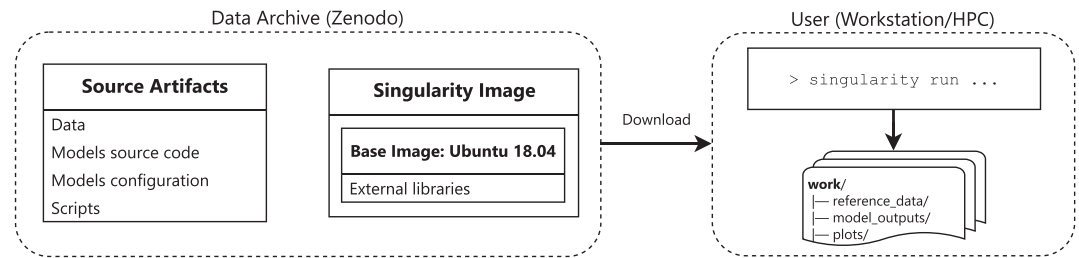 Data Archive (Zenodo)
Source Artifacts
Data
Models source code
Models configuration
Scripts
Singularity Image
Base Image: Ubuntu 18.04
External libraries
Download
User (Workstation/HPC)
> singularity run ...
work/
|— reference_data/
|— model_outputs/
|— plots/